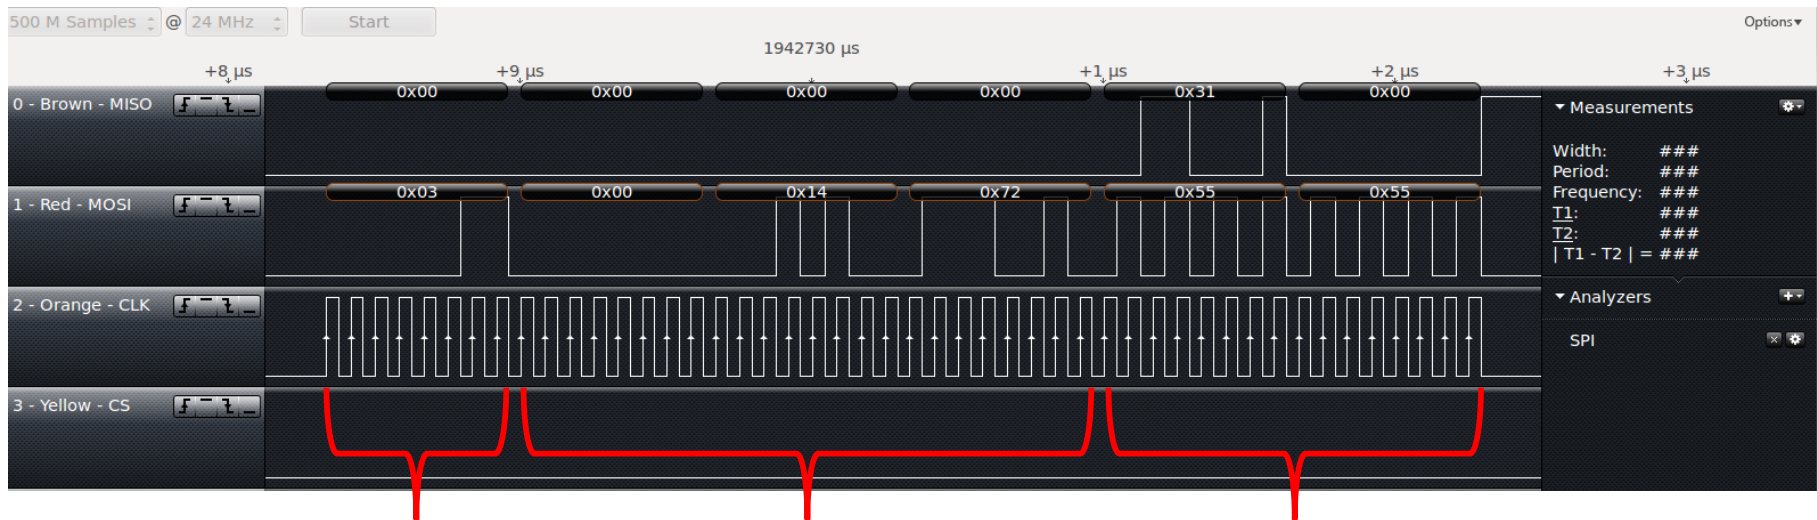 500 M Samples @ 24 MHz Start Options▾
1942730 µs
+8 µs +9 µs +1 µs +2 µs +3 µs
0 - Brown - MISO 0x00 0x00 0x00 0x00 0x31 0x00
1 - Red - MOSI 0x03 0x00 0x14 0x72 0x55 0x55
2 - Orange - CLK
3 - Yellow - CS
Measurements
Width: ###
Period: ###
Frequency: ###
T1: ###
T2: ###
| T1 - T2 | = ###
Analyzers
SPI